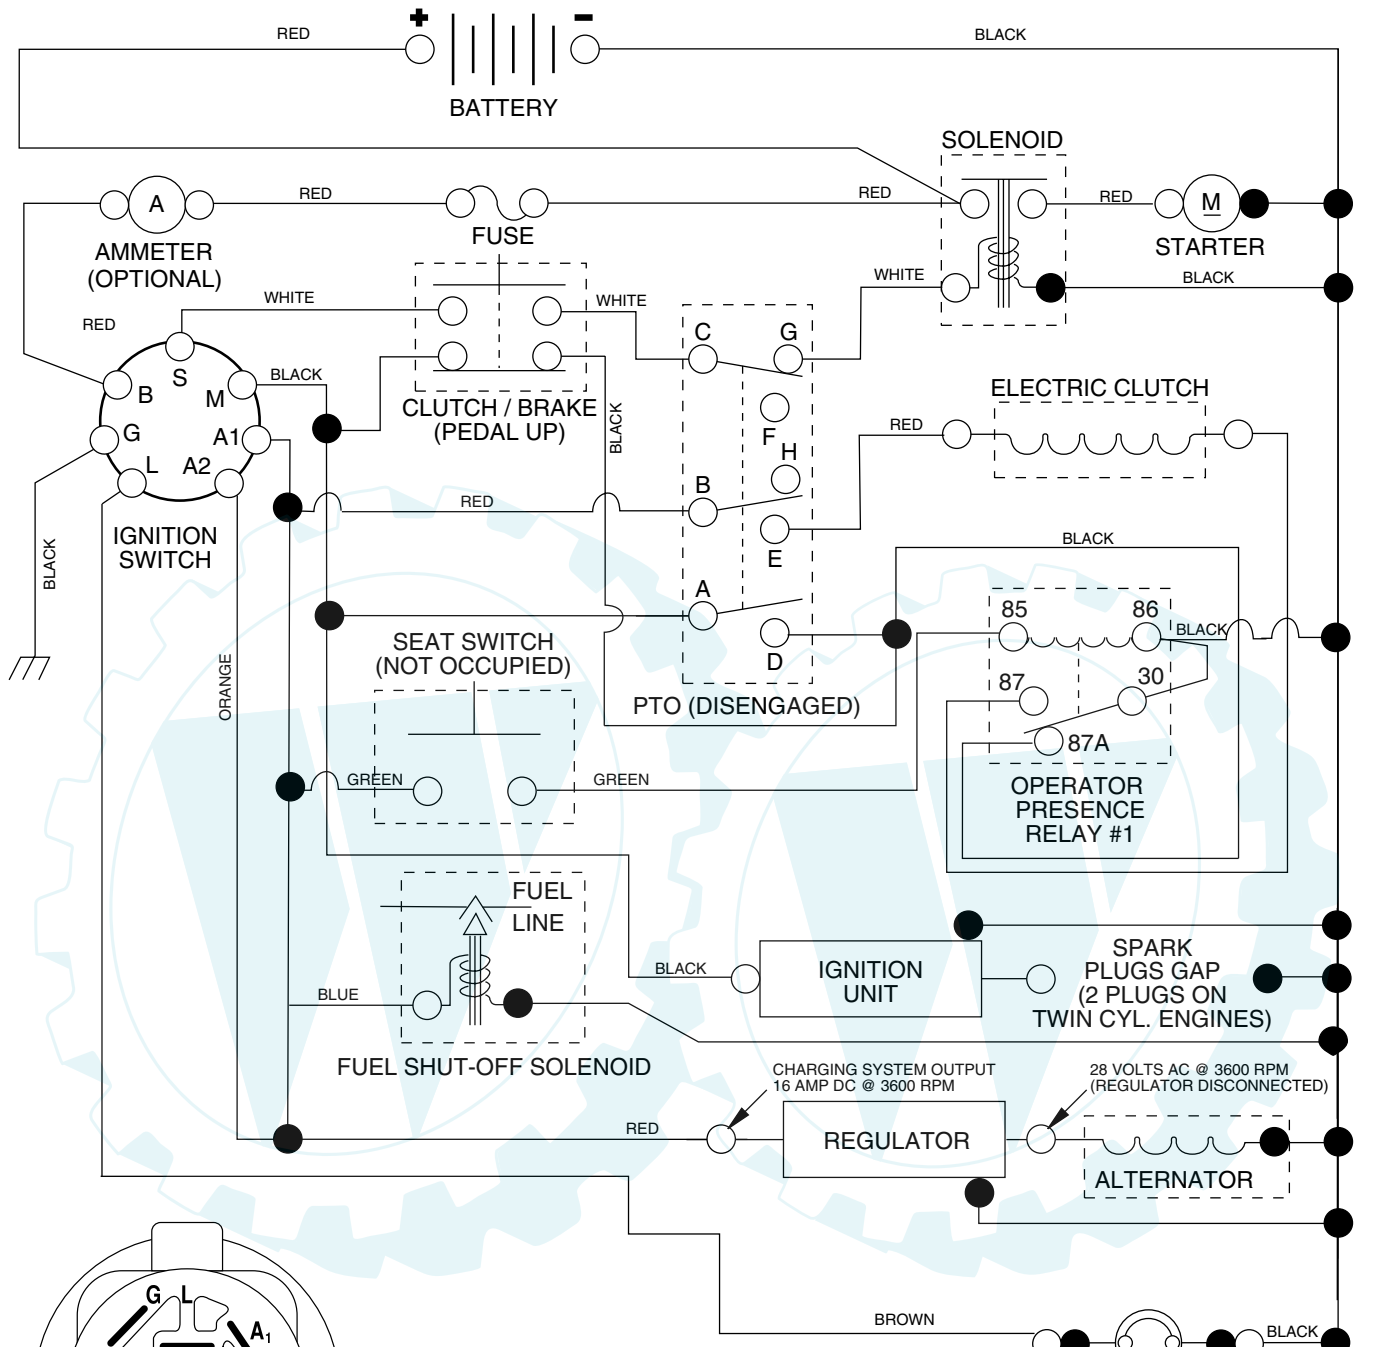 + -
RED
BLACK
BATTERY
SOLENOID
A
RED
RED
RED
M
AMMETER
(OPTIONAL)
FUSE
STARTER
WHITE
BLACK
WHITE
WHITE
RED
C G
S
B M
BLACK
ELECTRIC CLUTCH
CLUTCH / BRAKE
(PEDAL UP)
BLACK
F
RED
G A1
H
L A2
B
RED
IGNITION
SWITCH
BLACK
E
BLACK
A
85 86
BLACK
SEAT SWITCH
(NOT OCCUPIED)
D
ORANGE
87 30
PTO (DISENGAGED)
87A
GREEN
GREEN
OPERATOR
PRESENCE
RELAY #1
FUEL
LINE
SPARK
PLUGS GAP
(2 PLUGS ON
TWIN CYL. ENGINES)
BLACK
IGNITION
UNIT
BLUE
FUEL SHUT-OFF SOLENOID
CHARGING SYSTEM OUTPUT
16 AMP DC @ 3600 RPM
28 VOLTS AC @ 3600 RPM
(REGULATOR DISCONNECTED)
RED
REGULATOR
ALTERNATOR
G L
A1
BROWN
BLACK